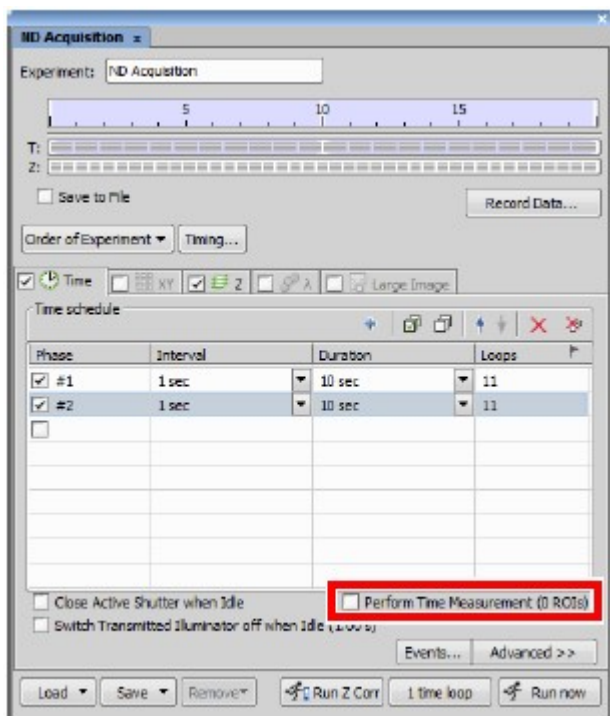 ND Acquisition x
Experiment: ND Acquisition
5 10 15
T:
Z:
Save to File
Record Data...
Order of Experiment Timing...
Time XY Z λ Large Image
Time schedule
Phase Interval Duration Loops
#1 1 sec 10 sec 11
#2 1 sec 10 sec 11
Close Active Shutter when Idle Perform Time Measurement (0 ROIs)
Switch Transmitted Illuminator off when Idle (1.00 s)
Events... Advanced >>
Load Save Remove Run Z Corr 1 time loop Run now